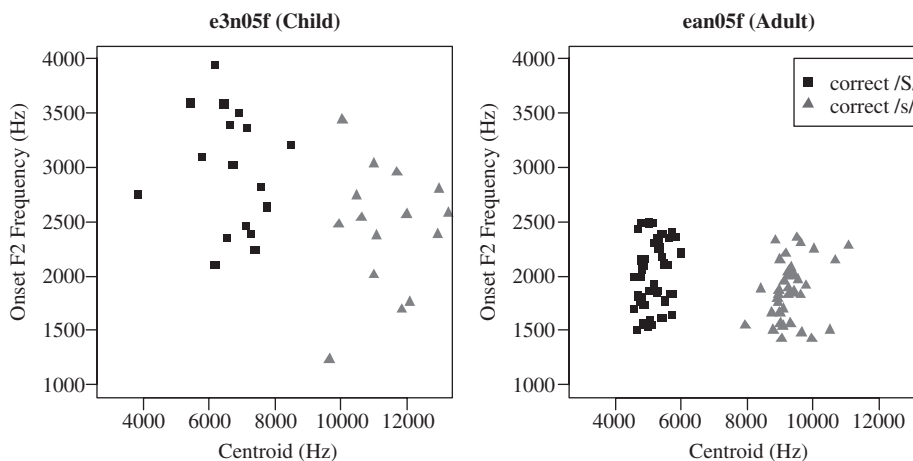 e3n05f (Child)
4000
3500
3000
2500
2000
1500
1000
Onset F2 Frequency (Hz)
4000 6000 8000 10000 12000
Centroid (Hz)
ean05f (Adult)
correct /S/
correct /s/
4000
3500
3000
2500
2000
1500
1000
Onset F2 Frequency (Hz)
4000 6000 8000 10000 12000
Centroid (Hz)